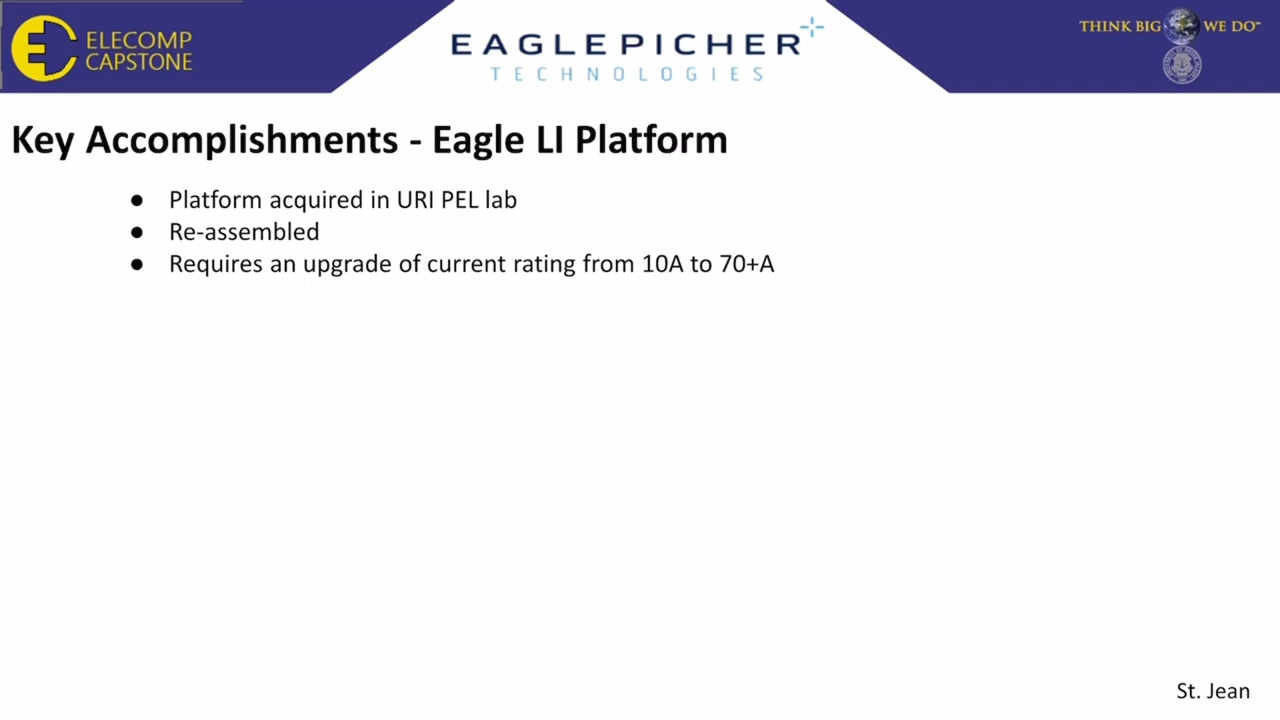 ELECOMP
CAPSTONE
EAGLEPICHER
TECHNOLOGIES
THINK BIG WE DO℠
Key Accomplishments - Eagle LI Platform
● Platform acquired in URI PEL lab
● Re-assembled
● Requires an upgrade of current rating from 10A to 70+A
St. Jean